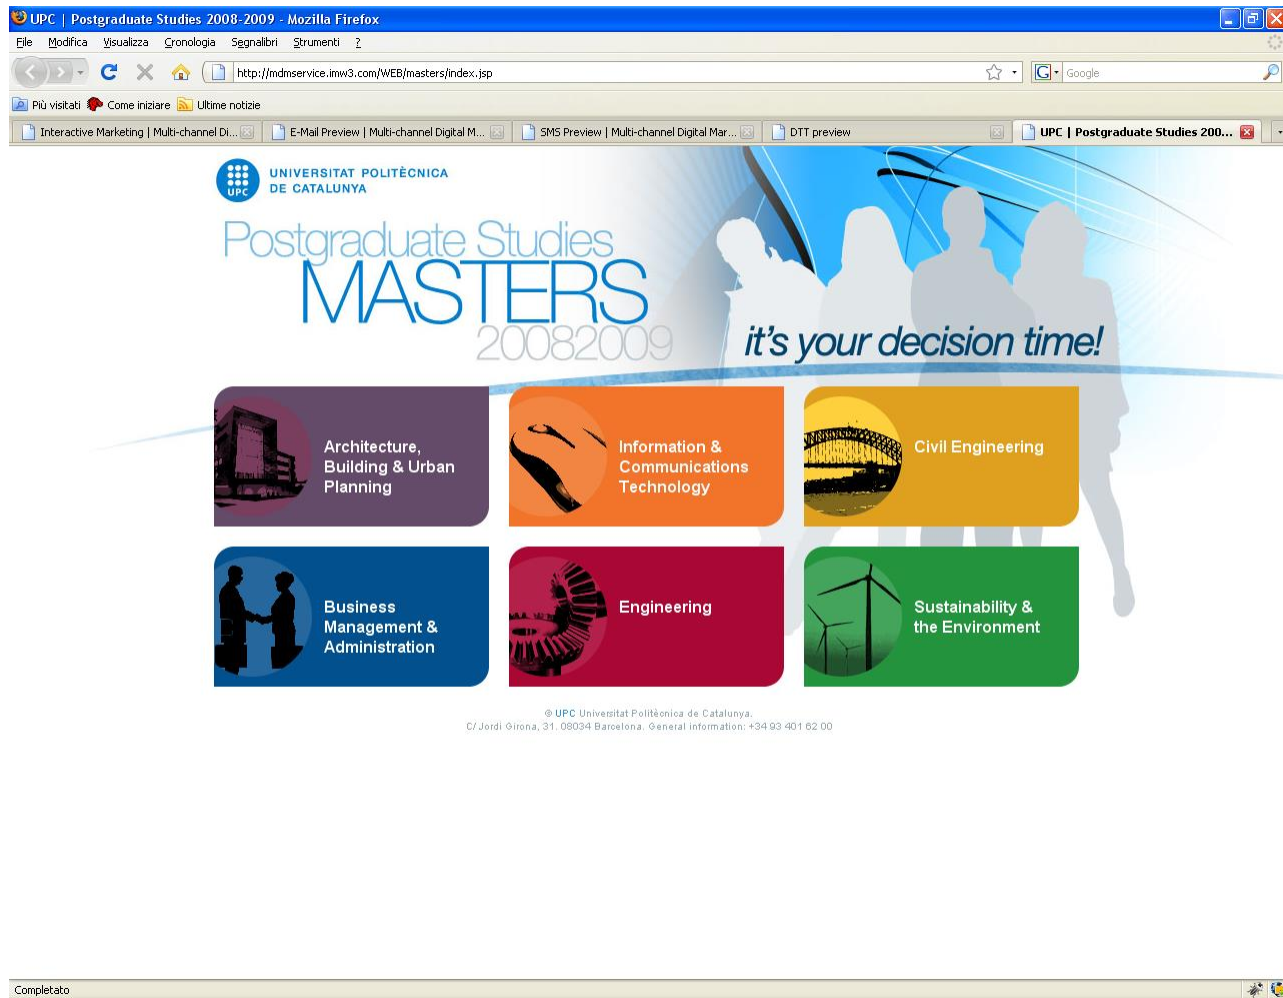 UPC | Postgraduate Studies 2008-2009 - Mozilla Firefox
File Modifica Visualizza Cronologia Segnalibri Strumenti ?
http://mdmservice.imw3.com/WEB/masters/index.jsp
Google
Più visitati Come iniziare Ultime notizie
Interactive Marketing | Multi-channel Di... E-Mail Preview | Multi-channel Digital M... SMS Preview | Multi-channel Digital Mar... DTT preview UPC | Postgraduate Studies 200...
UPC
UNIVERSITAT POLITÈCNICA
DE CATALUNYA
Postgraduate Studies
MASTERS
20082009
it's your decision time!
Architecture,
Building & Urban
Planning
Information &
Communications
Technology
Civil Engineering
Business
Management &
Administration
Engineering
Sustainability &
the Environment
© UPC Universitat Politècnica de Catalunya.
C/ Jordi Girona, 31. 08034 Barcelona. General information: +34 93 401 62 00
Completato